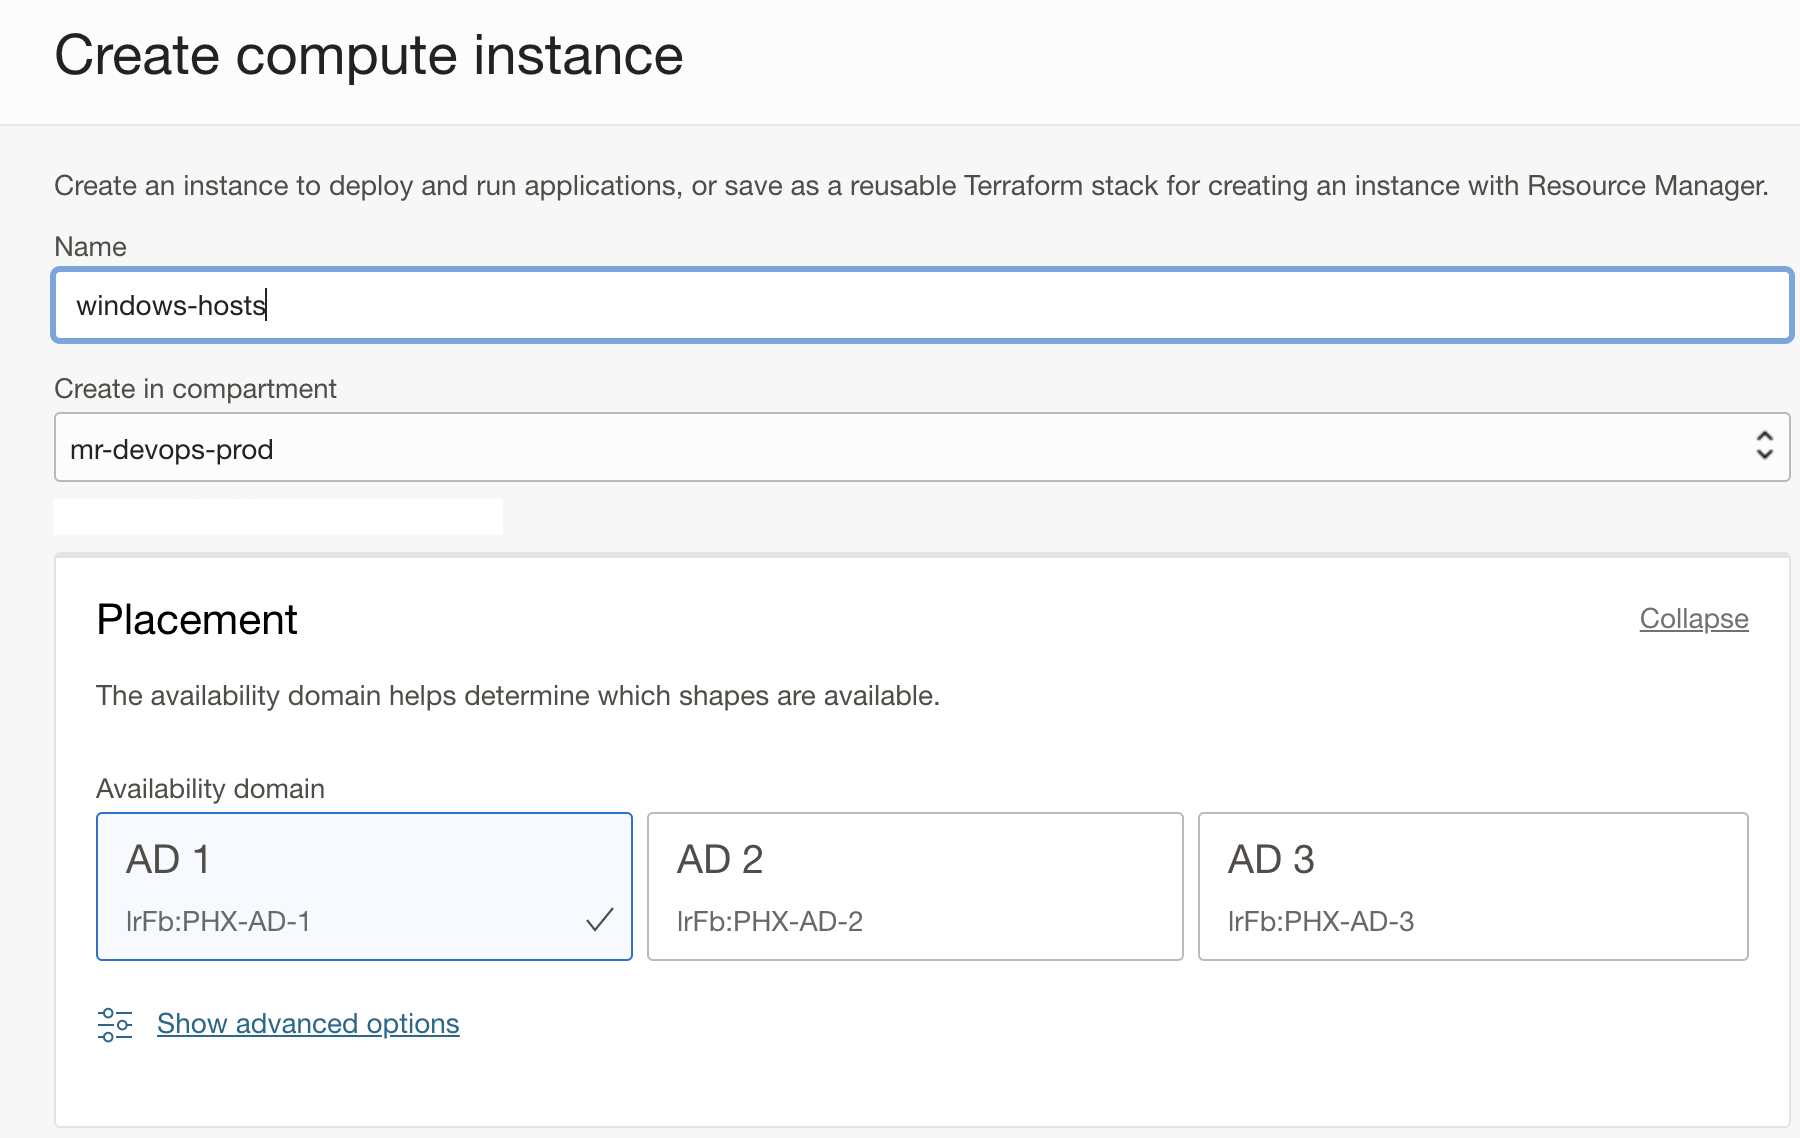 Create compute instance
Create an instance to deploy and run applications, or save as a reusable Terraform stack for creating an instance with Resource Manager.
Name
windows-hosts
Create in compartment
mr-devops-prod
Placement
Collapse
The availability domain helps determine which shapes are available.
Availability domain
AD 1
AD 2
AD 3
lrFb:PHX-AD-1
lrFb:PHX-AD-2
lrFb:PHX-AD-3
Show advanced options